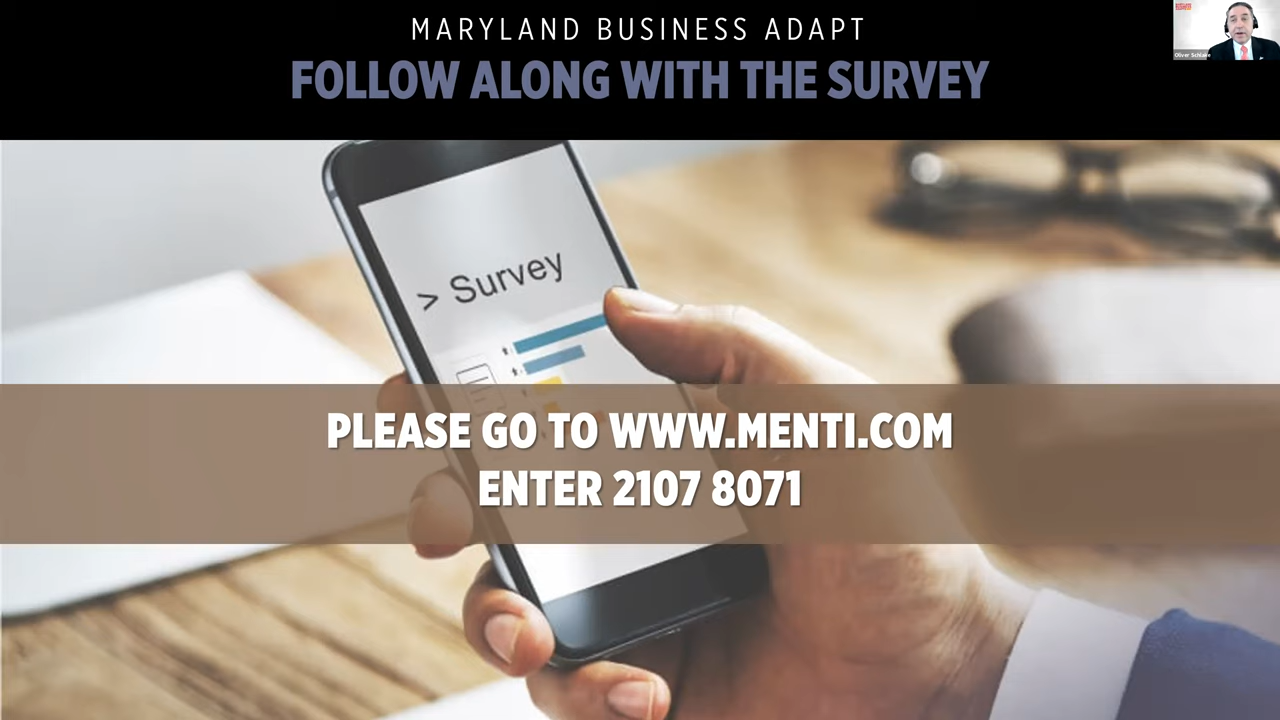 MARYLAND BUSINESS ADAPT
FOLLOW ALONG WITH THE SURVEY
> Survey
PLEASE GO TO WWW.MENTI.COM
ENTER 2107 8071